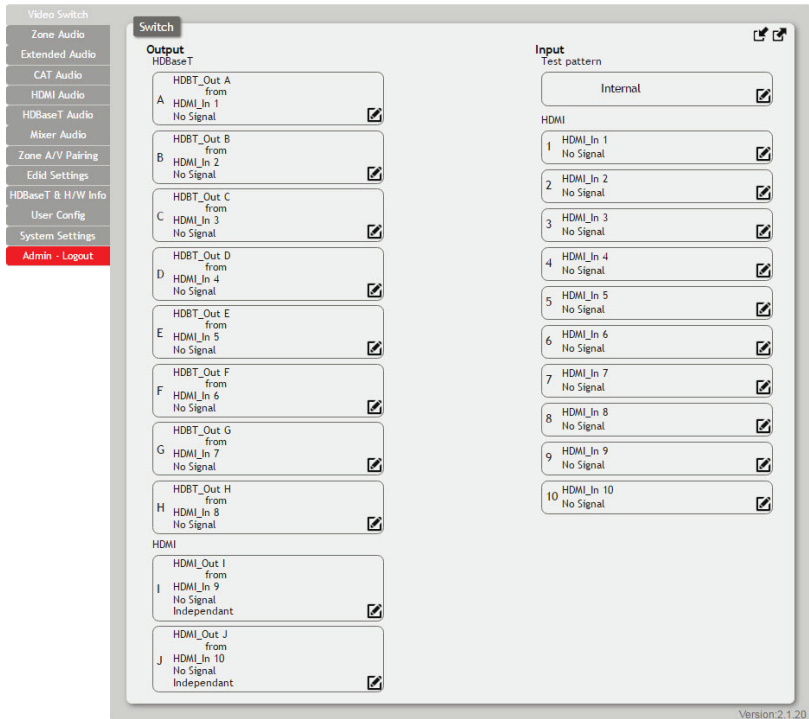 Video Switch
Zone Audio
Extended Audio
CAT Audio
HDMI Audio
HDBaseT Audio
Mixer Audio
Zone A/V Pairing
Edid Settings
HDBaseT & H/W Info
User Config
System Settings
Admin - Logout
Switch
Output
HDBaseT
HDBT_Out A
from
A
HDMI_In 1
No Signal
HDBT_Out B
from
B
HDMI_In 2
No Signal
HDBT_Out C
from
C
HDMI_In 3
No Signal
HDBT_Out D
from
D
HDMI_In 4
No Signal
HDBT_Out E
from
E
HDMI_In 5
No Signal
HDBT_Out F
from
F
HDMI_In 6
No Signal
HDBT_Out G
from
G
HDMI_In 7
No Signal
HDBT_Out H
from
H
HDMI_In 8
No Signal
HDMI
HDMI_Out I
from
I
HDMI_In 9
No Signal
Independant
HDMI_Out J
from
J
HDMI_In 10
No Signal
Independant
Input
Test pattern
Internal
HDMI
1
HDMI_In 1
No Signal
2
HDMI_In 2
No Signal
3
HDMI_In 3
No Signal
4
HDMI_In 4
No Signal
5
HDMI_In 5
No Signal
6
HDMI_In 6
No Signal
7
HDMI_In 7
No Signal
8
HDMI_In 8
No Signal
9
HDMI_In 9
No Signal
10
HDMI_In 10
No Signal
Version:2.1.20